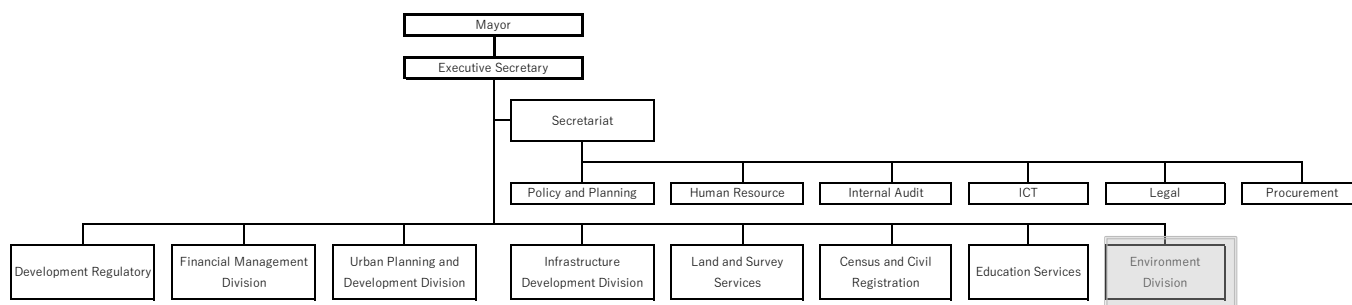 Mayor
Executive Secretary
Secretariat
Policy and Planning
Human Resource
Internal Audit
ICT
Legal
Procurement
Development Regulatory
Financial Management
Division
Urban Planning and
Development Division
Infrastructure
Development Division
Land and Survey
Services
Census and Civil
Registration
Education Services
Environment
Division